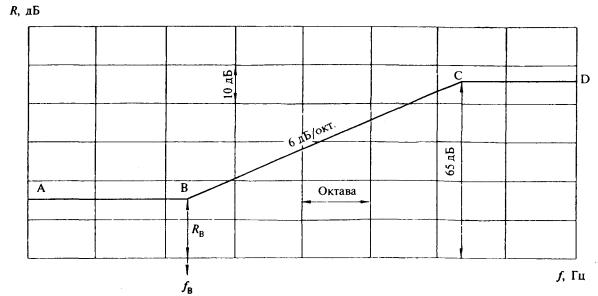 R, дБ
10 дБ
C
D
6 дБ/окт.
65 дБ
A
B
Октава
R_B
f, Гц
f_B